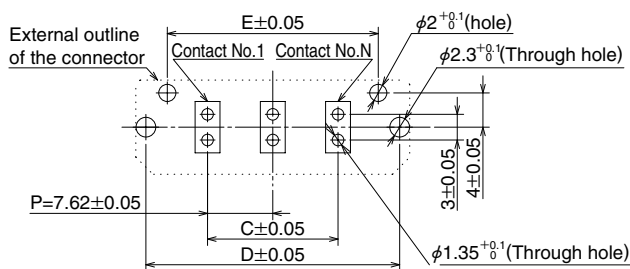 E±0.05
φ2 +0.1 0 (hole)
External outline
of the connector
Contact No.1
Contact No.N
φ2.3 +0.1 0 (Through hole)
3±0.05
4±0.05
P=7.62±0.05
C±0.05
D±0.05
φ1.35 +0.1 0 (Through hole)